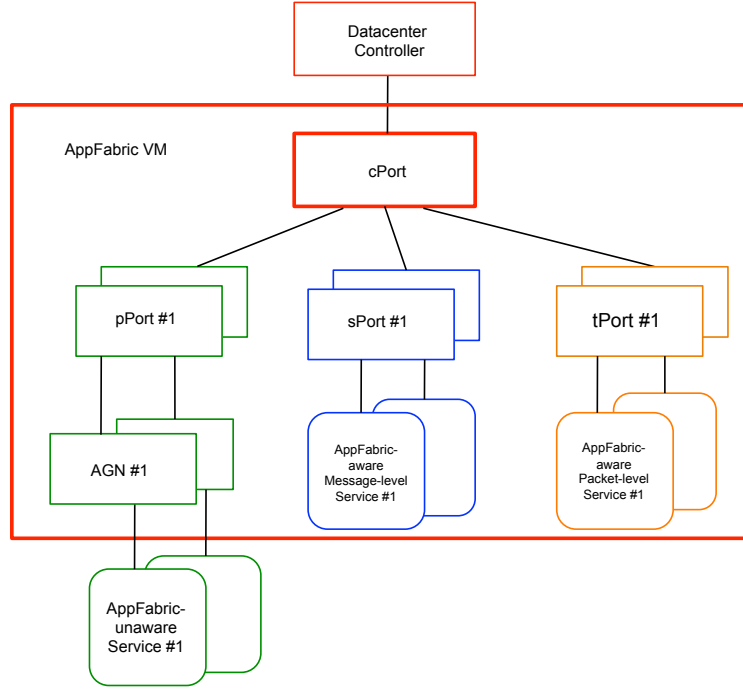 Datacenter
Controller
AppFabric VM
cPort
pPort #1
sPort #1
tPort #1
AGN #1
AppFabric-
aware
Message-level
Service #1
AppFabric-
aware
Packet-level
Service #1
AppFabric-
unaware
Service #1